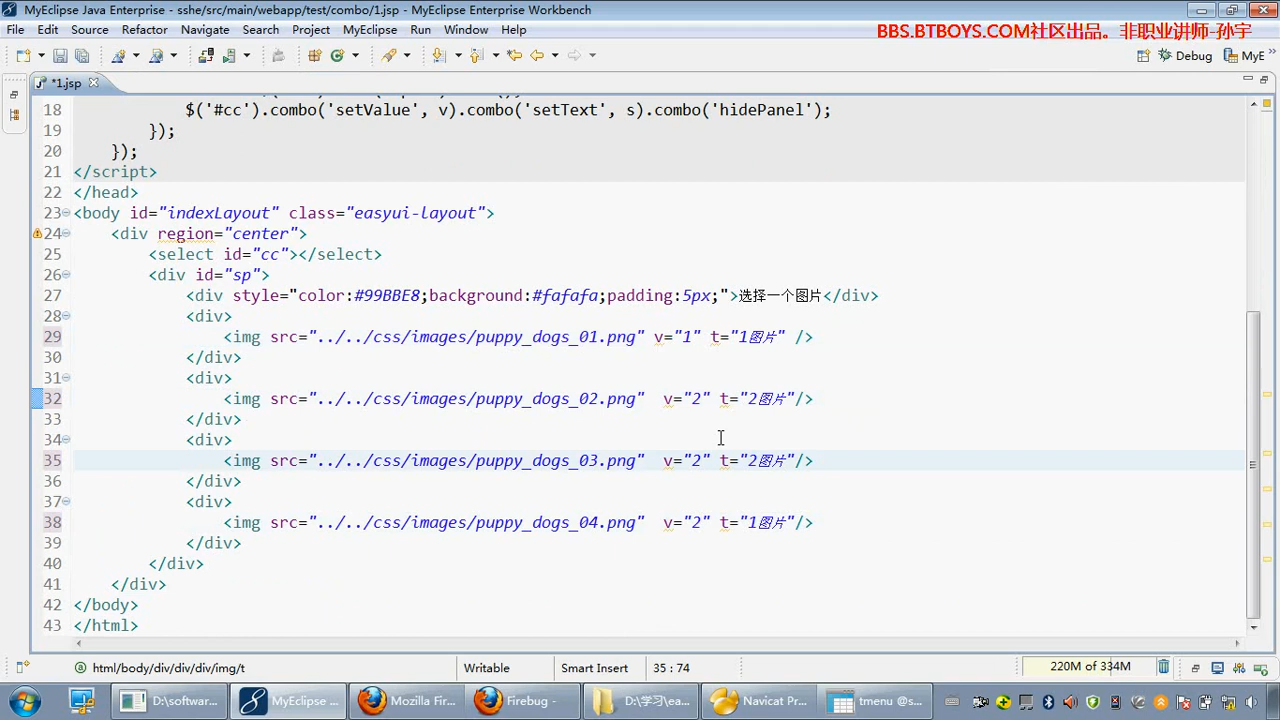 MyEclipse Java Enterprise - sshe/src/main/webapp/test/combo/1.jsp - MyEclipse Enterprise Workbench
File Edit Source Refactor Navigate Search Project MyEclipse Run Window Help
BBS.BTBOYS.COM社区出品。非职业讲师-孙宇
Debug MyE
*1.jsp
18 $('#cc').combo('setValue', v).combo('setText', s).combo('hidePanel');
19 });
20 });
21 </script>
22 </head>
23 <body id="indexLayout" class="easyui-layout">
24 <div region="center">
25 <select id="cc"></select>
26 <div id="sp">
27 <div style="color:#99BBE8;background:#fafafa;padding:5px;">选择一个图片</div>
28 <div>
29 <img src="../../css/images/puppy_dogs_01.png" v="1" t="1图片" />
30 </div>
31 <div>
32 <img src="../../css/images/puppy_dogs_02.png" v="2" t="2图片"/>
33 </div>
34 <div>
35 <img src="../../css/images/puppy_dogs_03.png" v="2" t="2图片"/>
36 </div>
37 <div>
38 <img src="../../css/images/puppy_dogs_04.png" v="2" t="1图片"/>
39 </div>
40 </div>
41 </div>
42 </body>
43 </html>
html/body/div/div/div/img/t Writable Smart Insert 35 : 74 220M of 334M
D:\software... MyEclipse ... Mozilla Fir... Firebug - D:\学习\ea... Navicat Pr... tmenu @s...